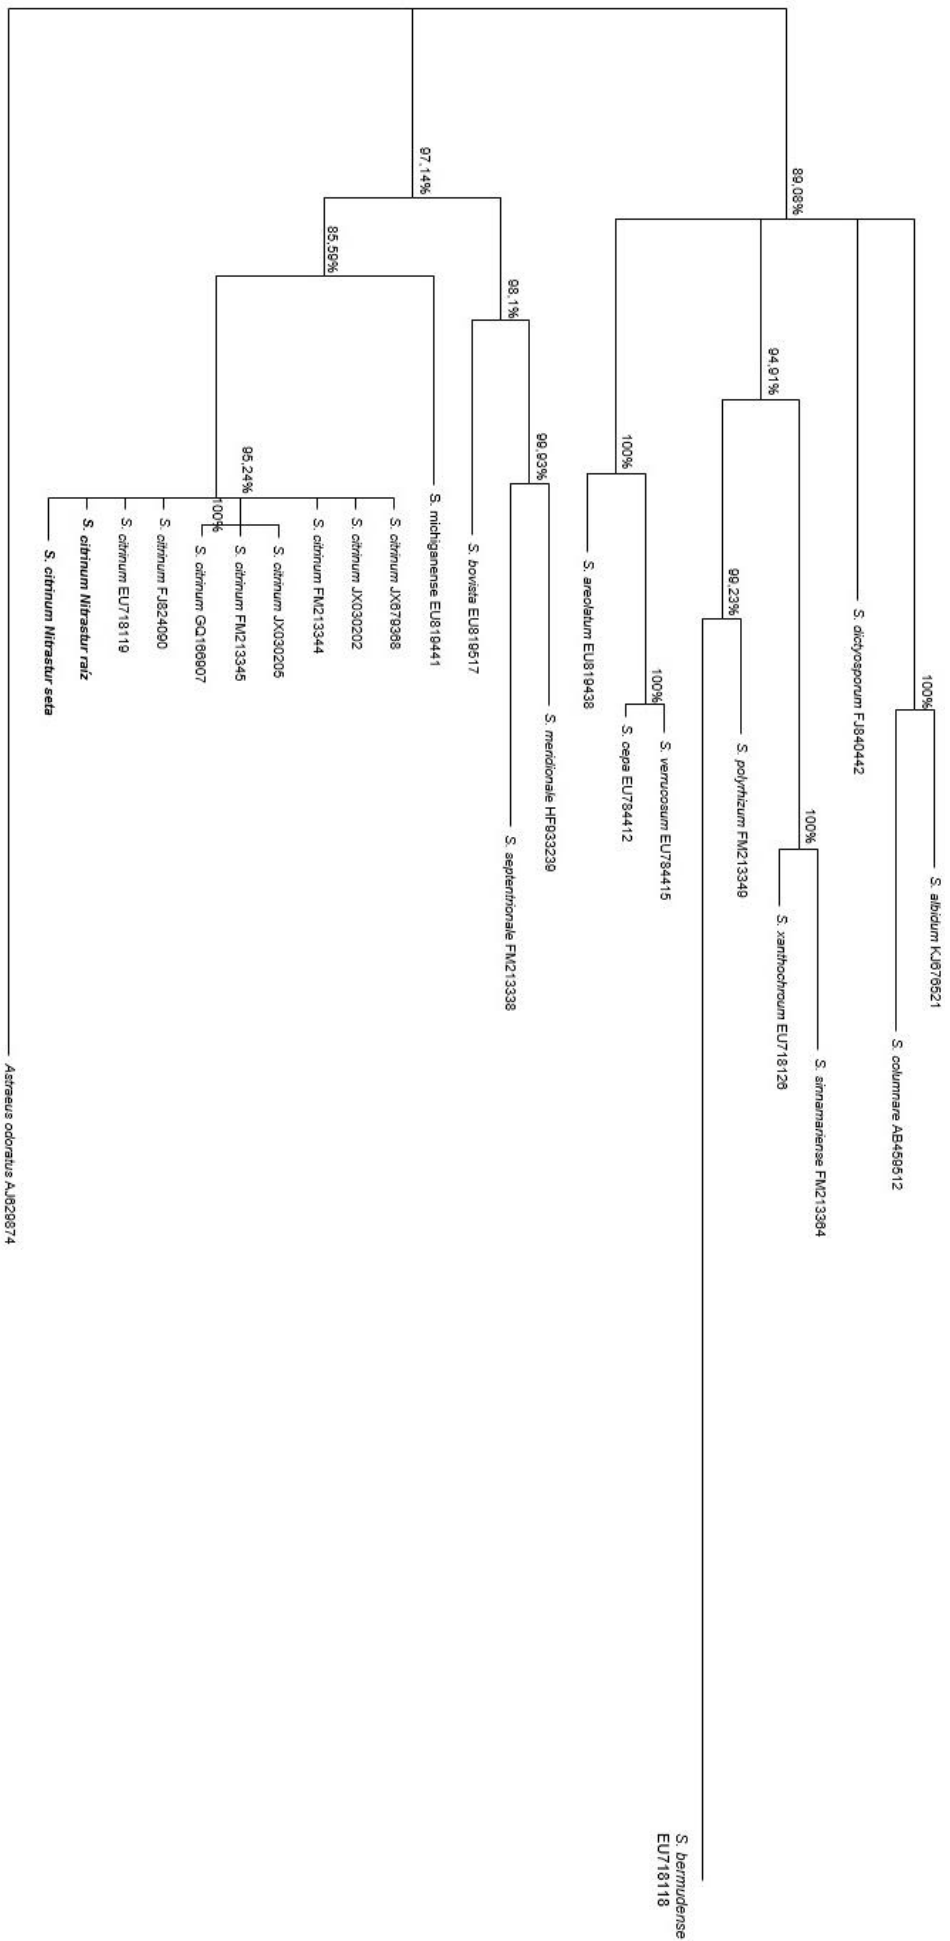 S. albidum KJ676521
100%
S. columnare AB459512
S. dictyosporum FJ840442
89,08%
S. sinnamariense FM213364
100%
S. xanthochroum EU718126
94,91%
S. polyrhizum FM213349
99,23%
S. bermudense
EU718118
S. verrucosum EU784415
100%
S. cepa EU784412
100%
S. areolatum EU819438
S. meridionale HF933239
99,93%
S. septentrionale FM213338
98,1%
S. bovista EU819517
97,14%
S. michiganense EU819441
85,59%
S. citrinum JX679368
S. citrinum JX030202
S. citrinum FM213344
S. citrinum JX030205
95,24%
S. citrinum FM213345
100%
S. citrinum GQ166907
S. citrinum FJ824090
S. citrinum EU718119
S. citrinum Nitrastur raíz
S. citrinum Nitrastur seta
Astraeus odoratus AJ629874